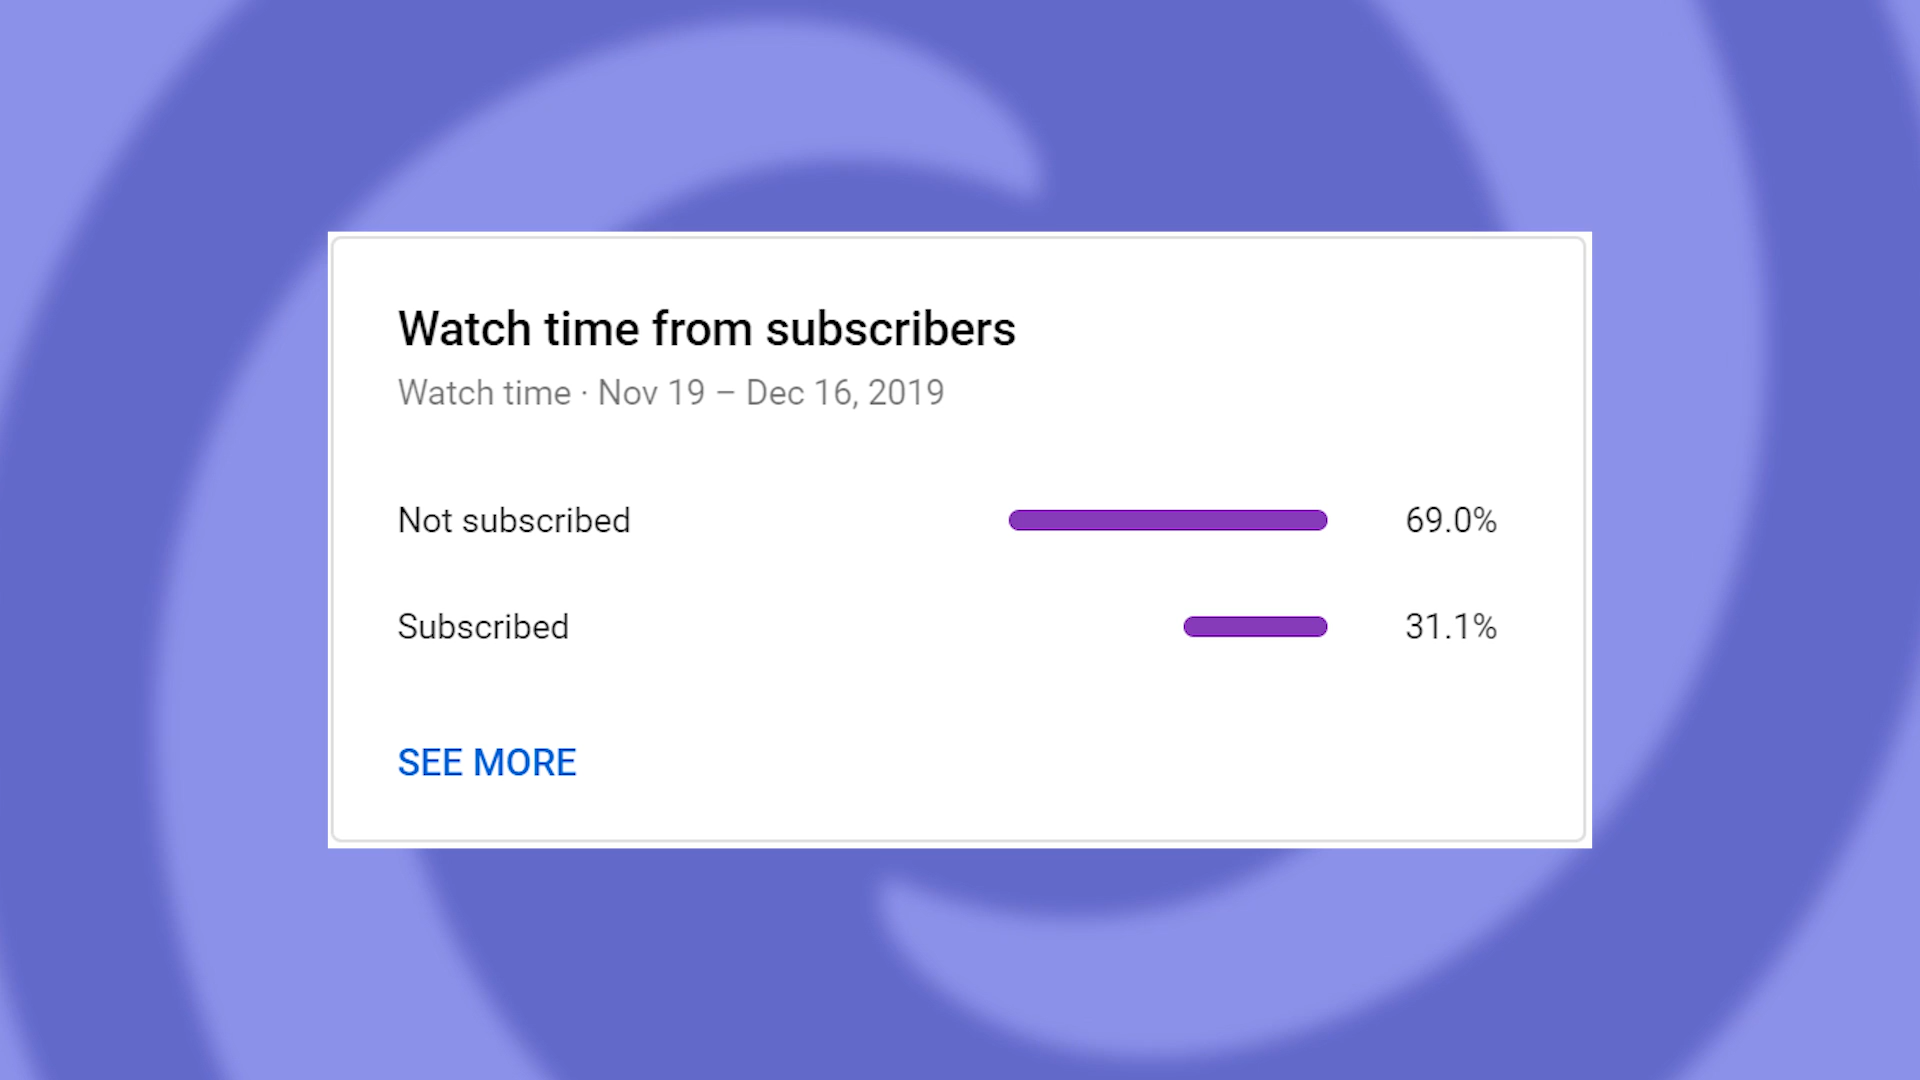 Watch time from subscribers
Watch time · Nov 19 – Dec 16, 2019
Not subscribed 69.0%
Subscribed 31.1%
SEE MORE